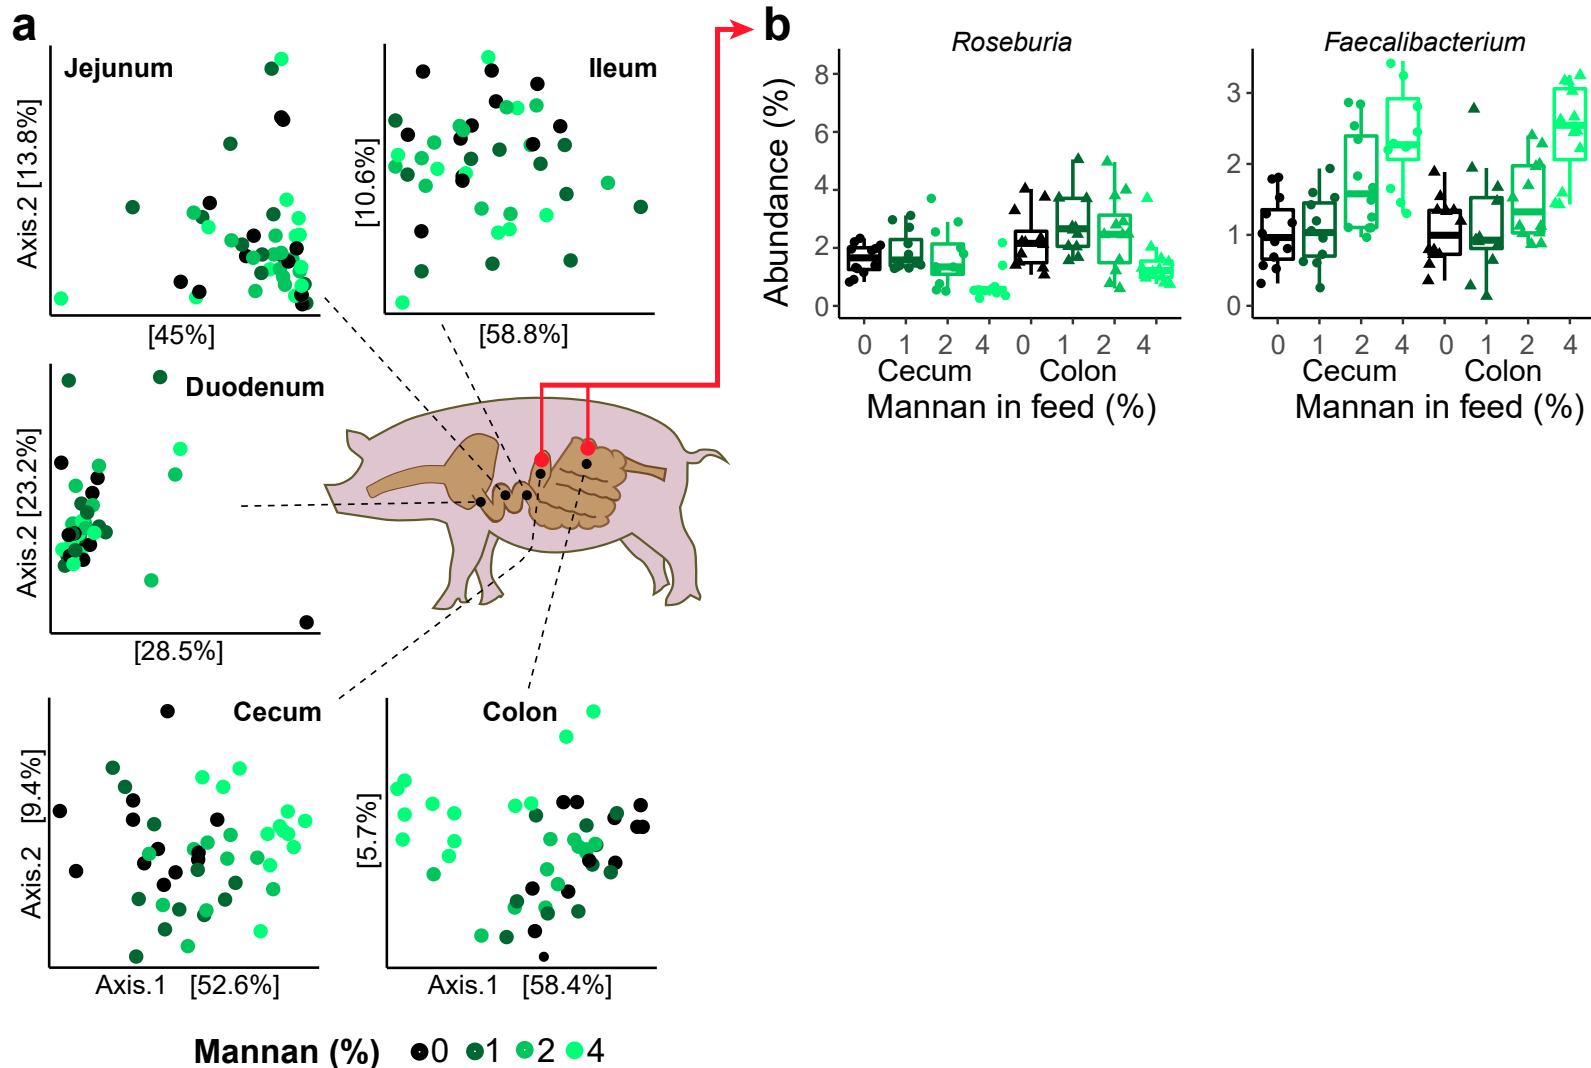 a
Jejunum
Axis.2 [13.8%]
[45%]
Ileum
[10.6%]
[58.8%]
Duodenum
Axis.2 [23.2%]
[28.5%]
Cecum
Axis.2 [9.4%]
Axis.1 [52.6%]
Colon
[5.7%]
Axis.1 [58.4%]
Mannan (%) 0 1 2 4
b
Roseburia
Abundance (%)
8
6
4
2
0
0 1 2 4 0 1 2 4
Cecum Colon
Mannan in feed (%)
Faecalibacterium
3
2
1
0
0 1 2 4 0 1 2 4
Cecum Colon
Mannan in feed (%)